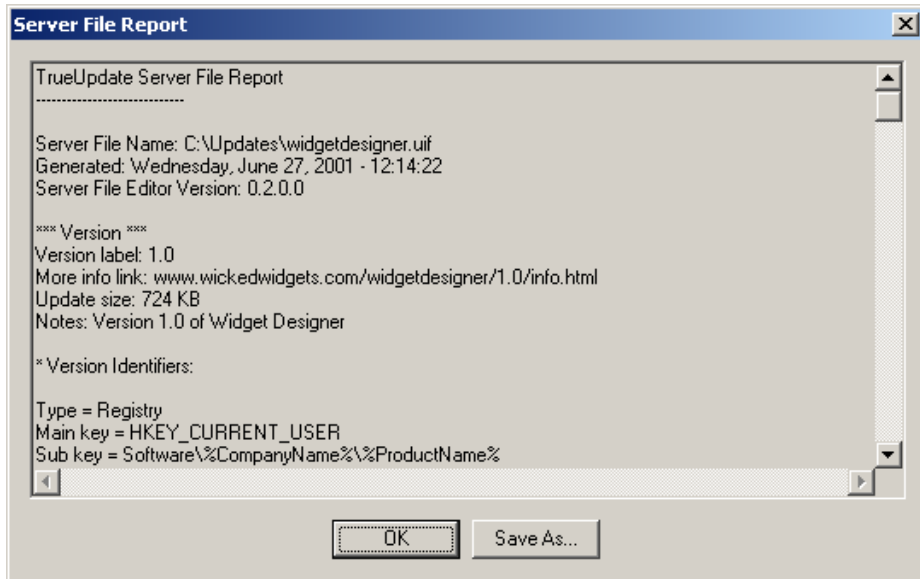 Server File Report
TrueUpdate Server File Report
-----------------------------
Server File Name: C:\Updates\widgetdesigner.uif
Generated: Wednesday, June 27, 2001 - 12:14:22
Server File Editor Version: 0.2.0.0
*** Version ***
Version label: 1.0
More info link: www.wickedwidgets.com/widgetdesigner/1.0/info.html
Update size: 724 KB
Notes: Version 1.0 of Widget Designer
* Version Identifiers:
Type = Registry
Main key = HKEY_CURRENT_USER
Sub key = Software\%CompanyName%\%ProductName%
OK
Save As...